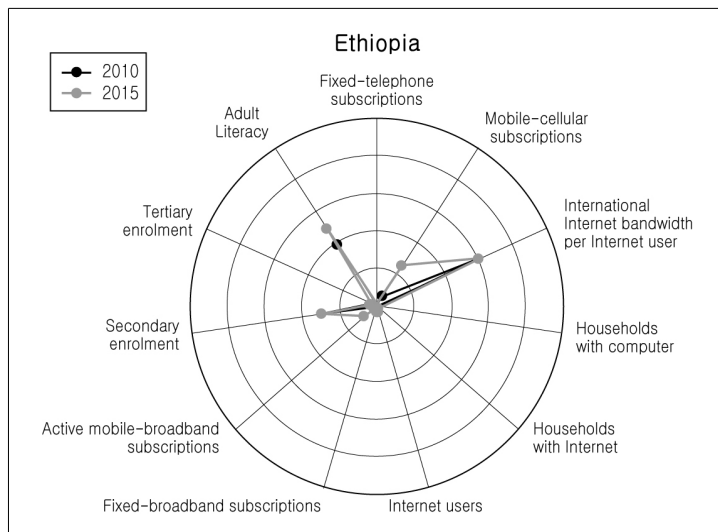 Ethiopia
2010
2015
Fixed-telephone
subscriptions
Mobile-cellular
subscriptions
International
Internet bandwidth
per Internet user
Households
with computer
Households
with Internet
Internet users
Fixed-broadband subscriptions
Active mobile-broadband
subscriptions
Secondary
enrolment
Tertiary
enrolment
Adult
Literacy